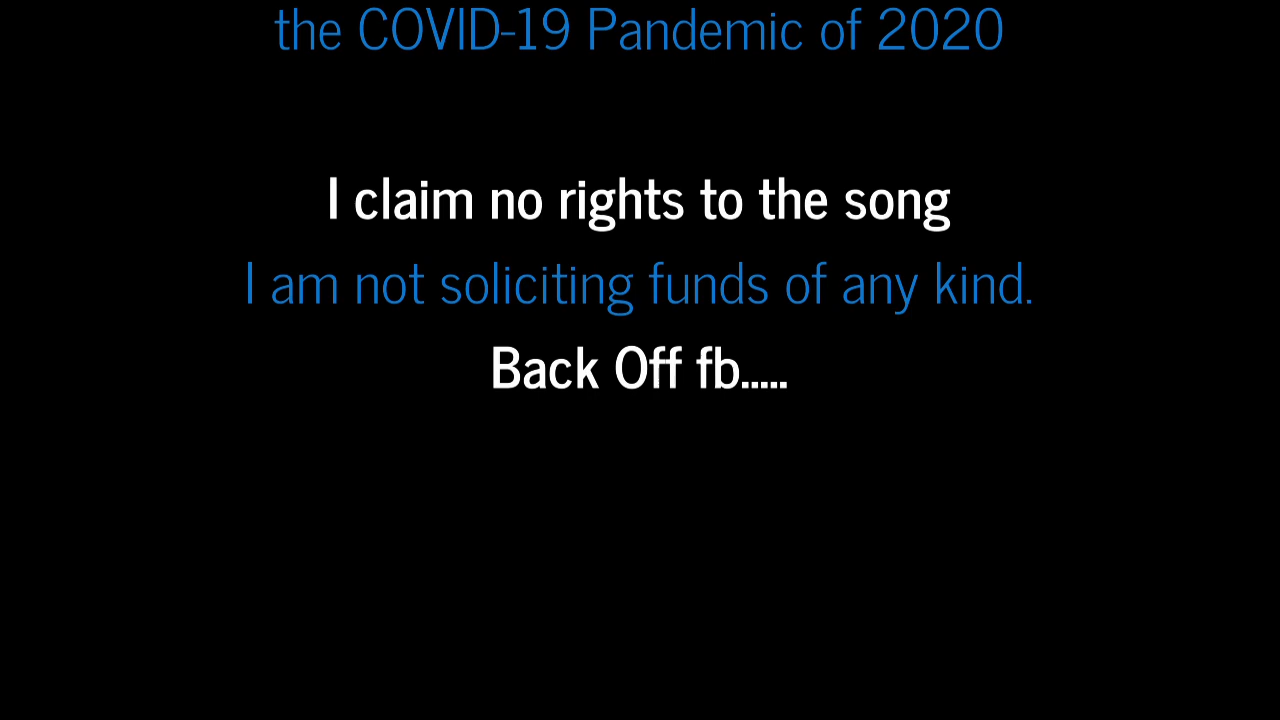 the COVID-19 Pandemic of 2020
I claim no rights to the song
I am not soliciting funds of any kind.
Back Off fb.....